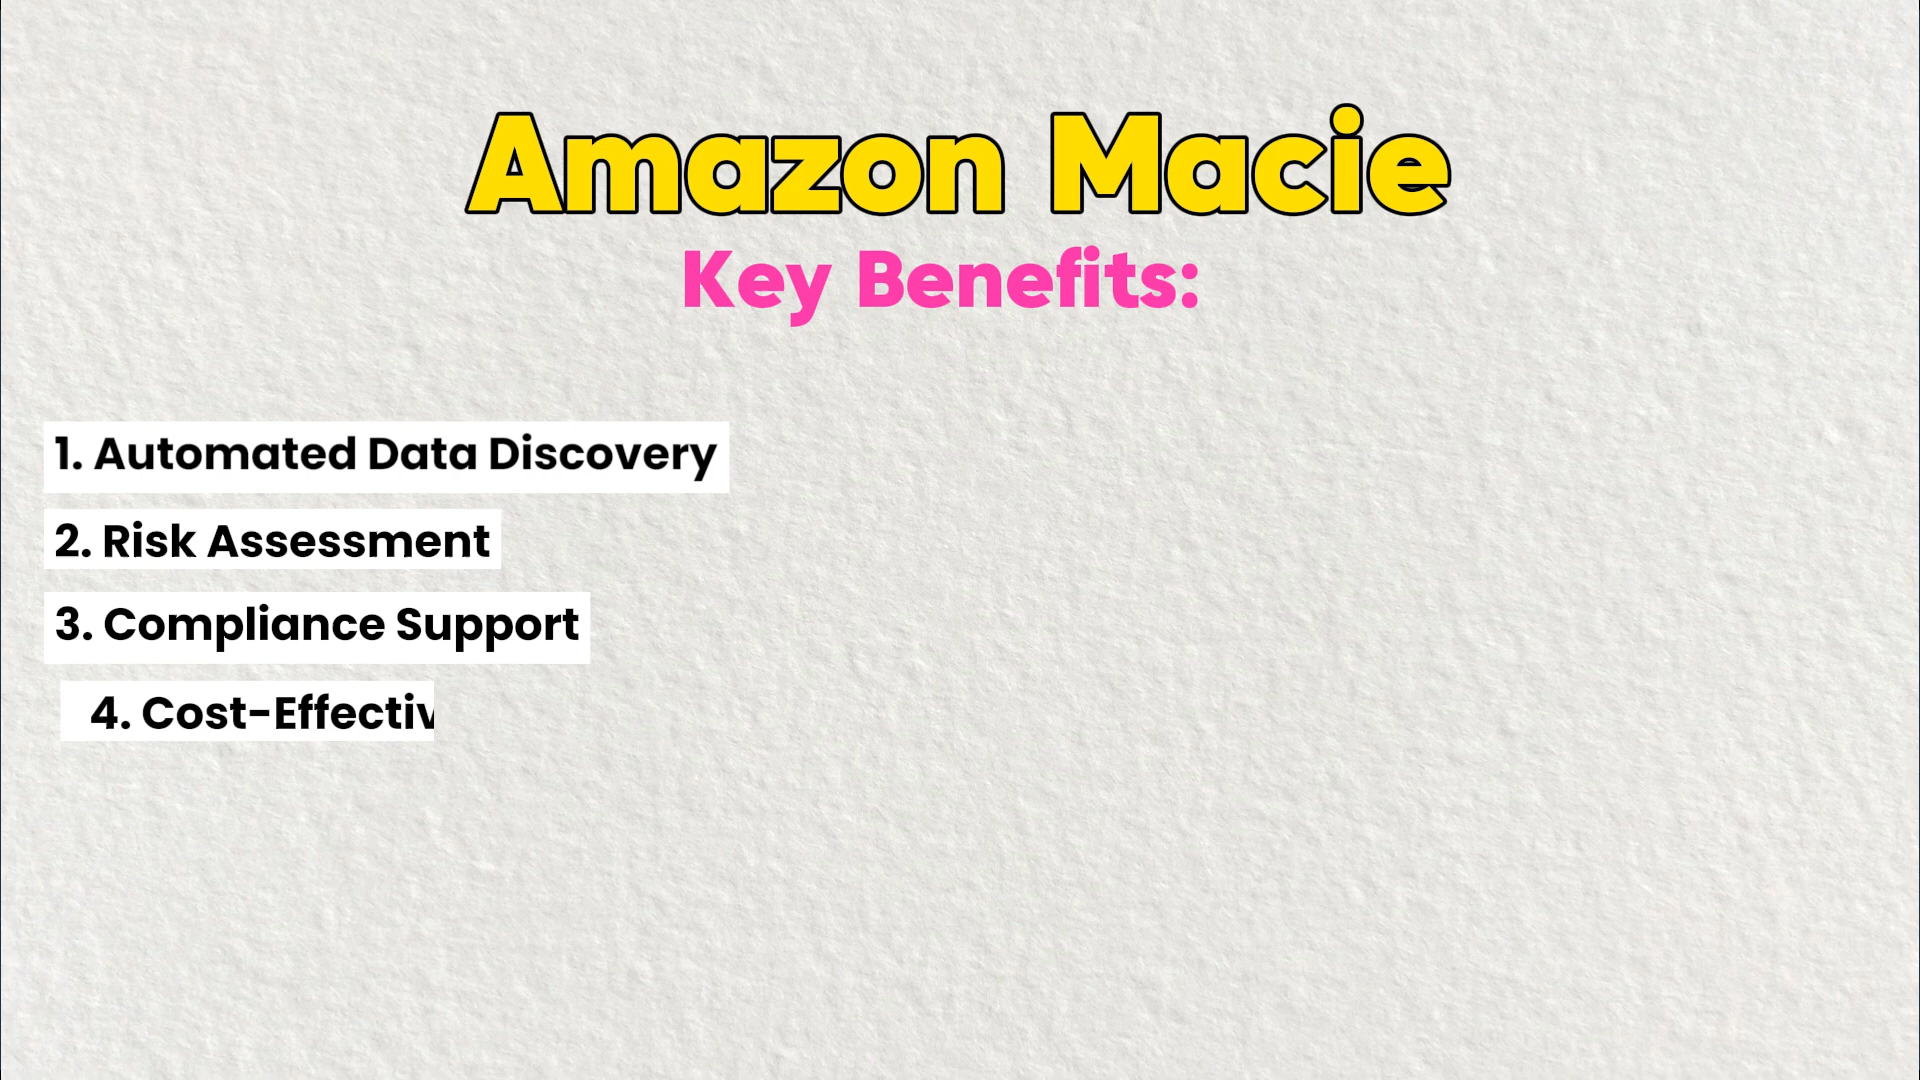 Amazon Macie
Key Benefits:
1. Automated Data Discovery
2. Risk Assessment
3. Compliance Support
4. Cost-Effectiv